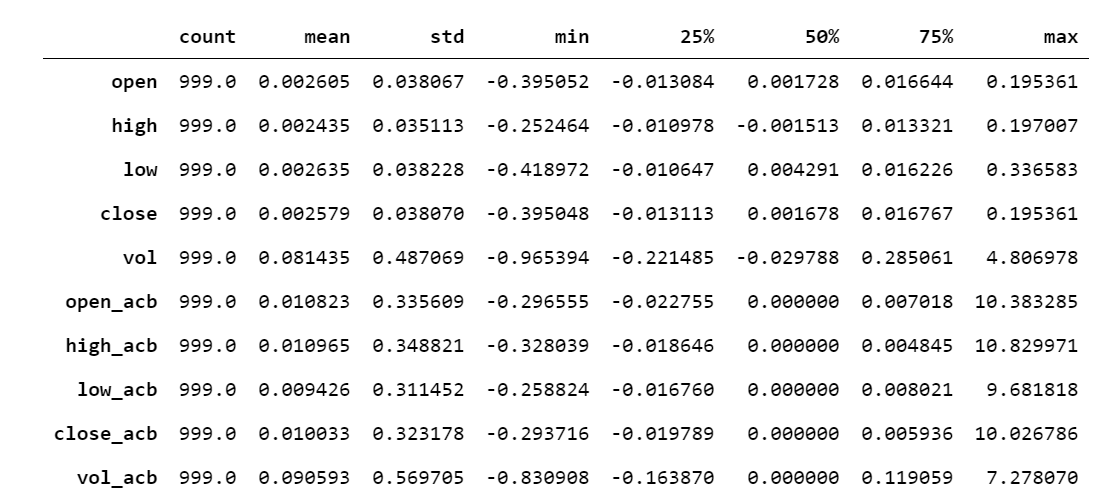 count mean std min 25% 50% 75% max
open 999.0 0.002605 0.038067 -0.395052 -0.013084 0.001728 0.016644 0.195361
high 999.0 0.002435 0.035113 -0.252464 -0.010978 -0.001513 0.013321 0.197007
low 999.0 0.002635 0.038228 -0.418972 -0.010647 0.004291 0.016226 0.336583
close 999.0 0.002579 0.038070 -0.395048 -0.013113 0.001678 0.016767 0.195361
vol 999.0 0.081435 0.487069 -0.965394 -0.221485 -0.029788 0.285061 4.806978
open_acb 999.0 0.010823 0.335609 -0.296555 -0.022755 0.000000 0.007018 10.383285
high_acb 999.0 0.010965 0.348821 -0.328039 -0.018646 0.000000 0.004845 10.829971
low_acb 999.0 0.009426 0.311452 -0.258824 -0.016760 0.000000 0.008021 9.681818
close_acb 999.0 0.010033 0.323178 -0.293716 -0.019789 0.000000 0.005936 10.026786
vol_acb 999.0 0.090593 0.569705 -0.830908 -0.163870 0.000000 0.119059 7.278070